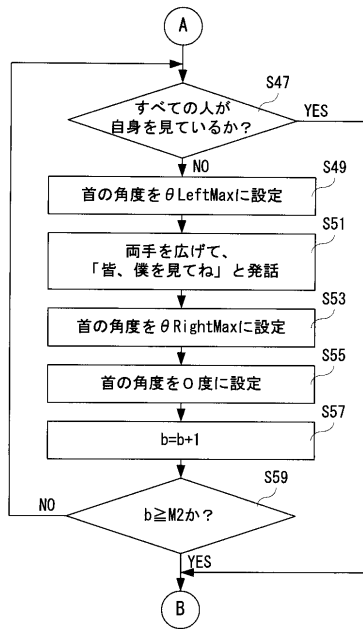 A
S47
すべての人が
自身を見ているか?
YES
NO
S49
首の角度をθLeftMaxに設定
S51
両手を広げて、
「皆、僕を見てね」と発話
S53
首の角度をθRightMaxに設定
S55
首の角度を0度に設定
S57
b=b+1
S59
NO
b≧M2か?
YES
B